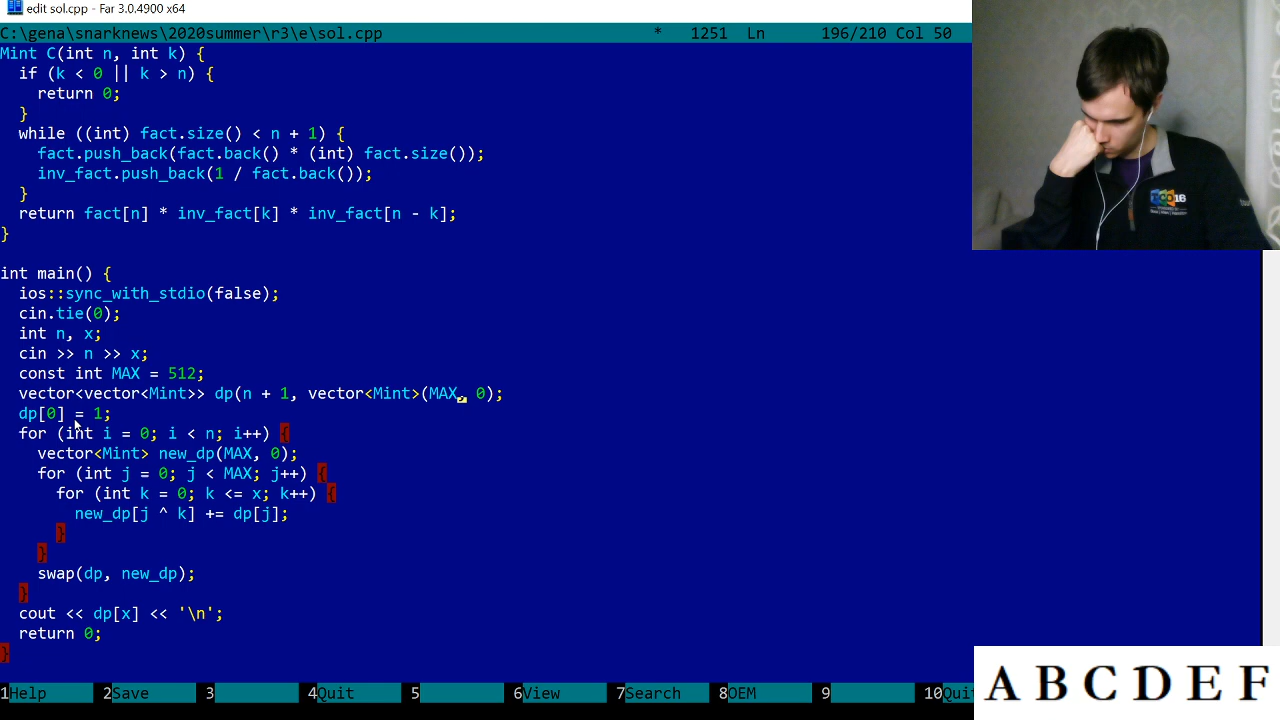 edit sol.cpp - Far 3.0.4900 x64
C:\gena\snarknews\2020summer\r3\e\sol.cpp * 1251 Ln 196/210 Col 50
Mint C(int n, int k) {
  if (k < 0 || k > n) {
    return 0;
  }
  while ((int) fact.size() < n + 1) {
    fact.push_back(fact.back() * (int) fact.size());
    inv_fact.push_back(1 / fact.back());
  }
  return fact[n] * inv_fact[k] * inv_fact[n - k];
}
int main() {
  ios::sync_with_stdio(false);
  cin.tie(0);
  int n, x;
  cin >> n >> x;
  const int MAX = 512;
  vector<vector<Mint>> dp(n + 1, vector<Mint>(MAX, 0);
  dp[0] = 1;
  for (int i = 0; i < n; i++) {
    vector<Mint> new_dp(MAX, 0);
    for (int j = 0; j < MAX; j++) {
      for (int k = 0; k <= x; k++) {
        new_dp[j ^ k] += dp[j];
      }
    }
    swap(dp, new_dp);
  }
  cout << dp[x] << '\n';
  return 0;
}
1Help 2Save 3 4Quit 5 6View 7Search 8OEM 9 10Qui
TCO16
A B C D E F